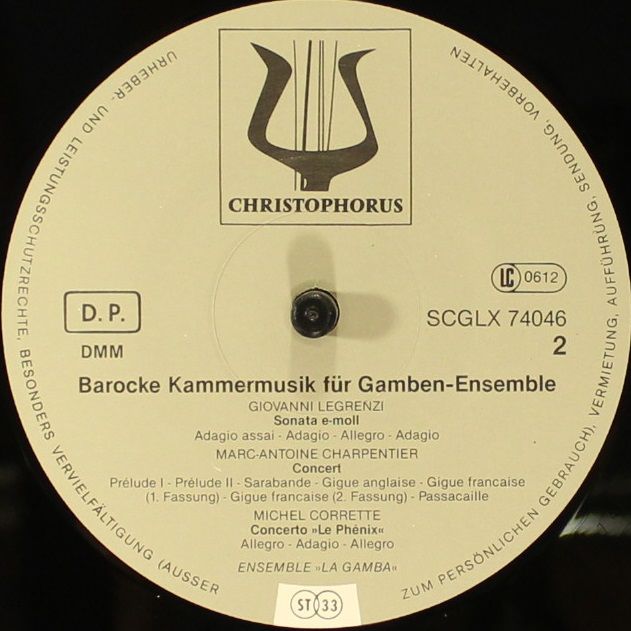 CHRISTOPHORUS
LC 0612
D. P.
DMM
SCGLX 74046
2
Barocke Kammermusik für Gamben-Ensemble
GIOVANNI LEGRENZI
Sonata e-moll
Adagio assai - Adagio - Allegro - Adagio
MARC-ANTOINE CHARPENTIER
Concert
Prélude I - Prélude II - Sarabande - Gigue anglaise - Gigue francaise
(1. Fassung) - Gigue francaise (2. Fassung) - Passacaille
MICHEL CORRETTE
Concerto »Le Phénix«
Allegro - Adagio - Allegro
ENSEMBLE »LA GAMBA«
ST 33
URHEBER- UND LEISTUNGSSCHUTZRECHTE, BESONDERS VERVIELFÄLTIGUNG (AUSSER
ZUM PERSÖNLICHEN GEBRAUCH), VERMIETUNG, AUFFÜHRUNG, SENDUNG, VORBEHALTEN